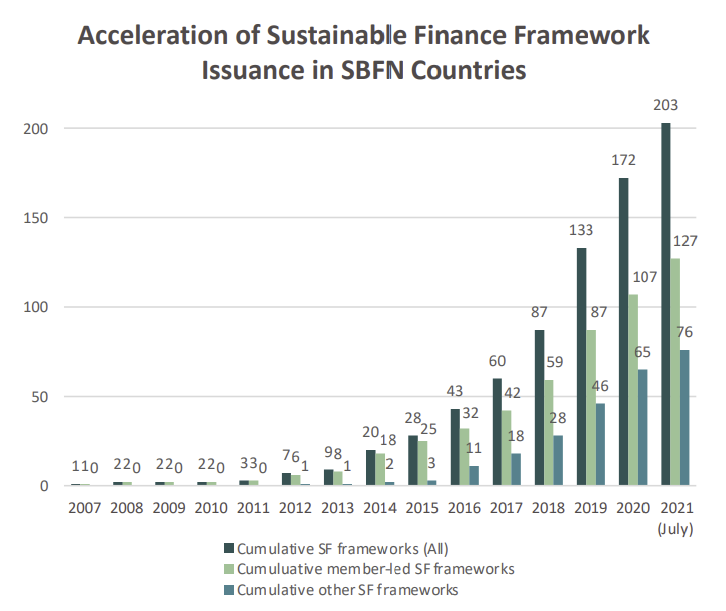 Acceleration of Sustainable Finance Framework
Issuance in SBFN Countries
200
150
100
50
0
1 1 0
2 2 0
2 2 0
2 2 0
3 3 0
7 6 1
9 8 1
20 18 2
28 25 3
43 32 11
60 42 18
87 59 28
133 87 46
172 107 65
203 127 76
2007 2008 2009 2010 2011 2012 2013 2014 2015 2016 2017 2018 2019 2020 2021
(July)
Cumulative SF frameworks (All)
Cumuluative member-led SF frameworks
Cumulative other SF frameworks